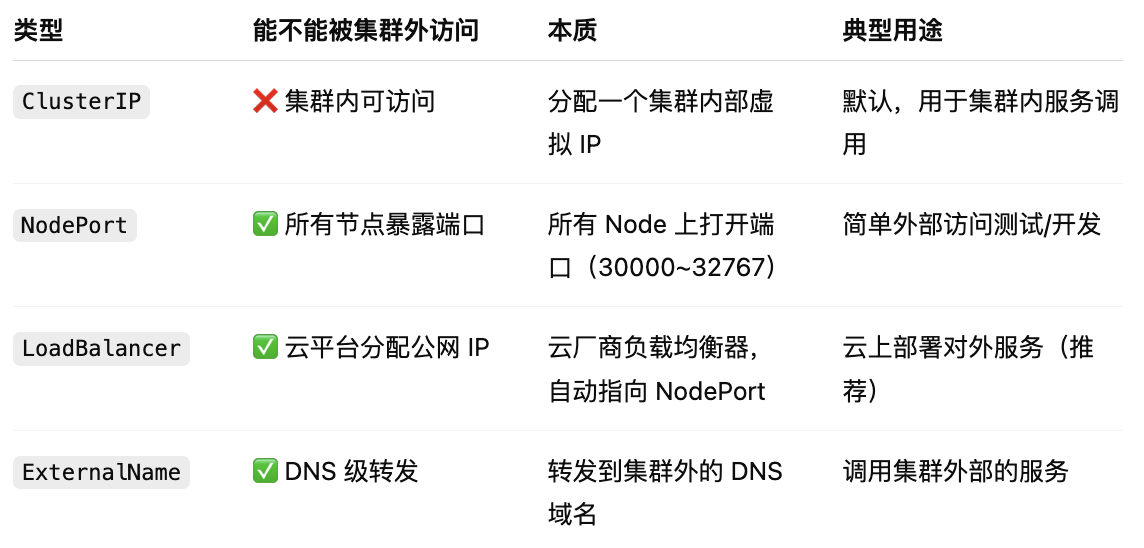 类型 能不能被集群外访问 本质 典型用途
ClusterIP ❌ 集群内可访问 分配一个集群内部虚 默认，用于集群内服务调
拟 IP 用
NodePort ✅ 所有节点暴露端口 所有 Node 上打开端 简单外部访问测试/开发
口（30000~32767）
LoadBalancer ✅ 云平台分配公网 IP 云厂商负载均衡器， 云上部署对外服务（推
自动指向 NodePort 荐）
ExternalName ✅ DNS 级转发 转发到集群外的 DNS 调用集群外部的服务
域名